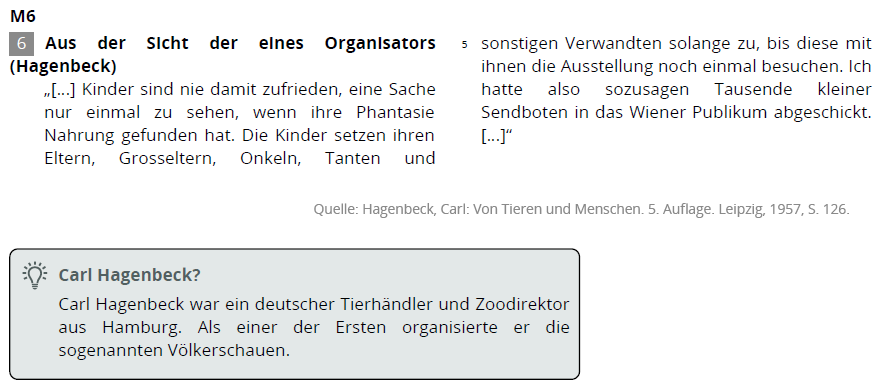 M6
6 Aus der Sicht der eines Organisators
(Hagenbeck)
„[...] Kinder sind nie damit zufrieden, eine Sache
nur einmal zu sehen, wenn ihre Phantasie
Nahrung gefunden hat. Die Kinder setzen ihren
Eltern, Grosseltern, Onkeln, Tanten und
5 sonstigen Verwandten solange zu, bis diese mit
ihnen die Ausstellung noch einmal besuchen. Ich
hatte also sozusagen Tausende kleiner
Sendboten in das Wiener Publikum abgeschickt.
[...]“
Quelle: Hagenbeck, Carl: Von Tieren und Menschen. 5. Auflage. Leipzig, 1957, S. 126.
Carl Hagenbeck?
Carl Hagenbeck war ein deutscher Tierhändler und Zoodirektor
aus Hamburg. Als einer der Ersten organisierte er die
sogenannten Völkerschauen.